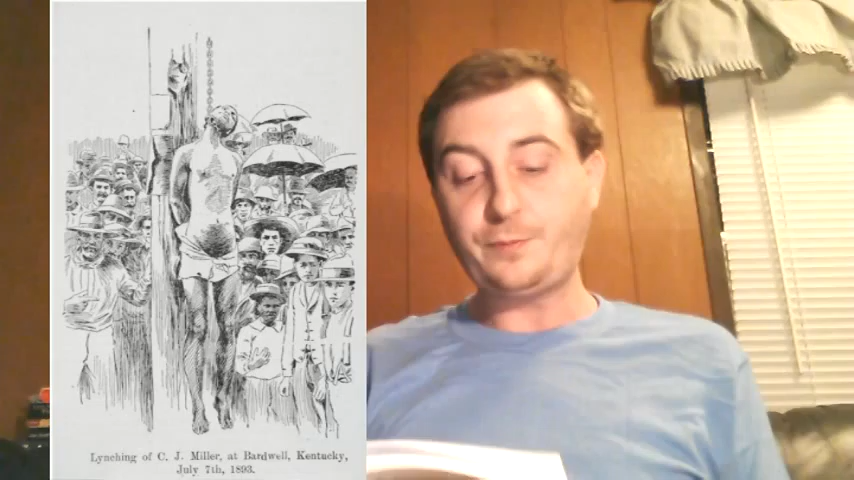 Lynching of C. J. Miller, at Bardwell, Kentucky,
July 7th, 1893.